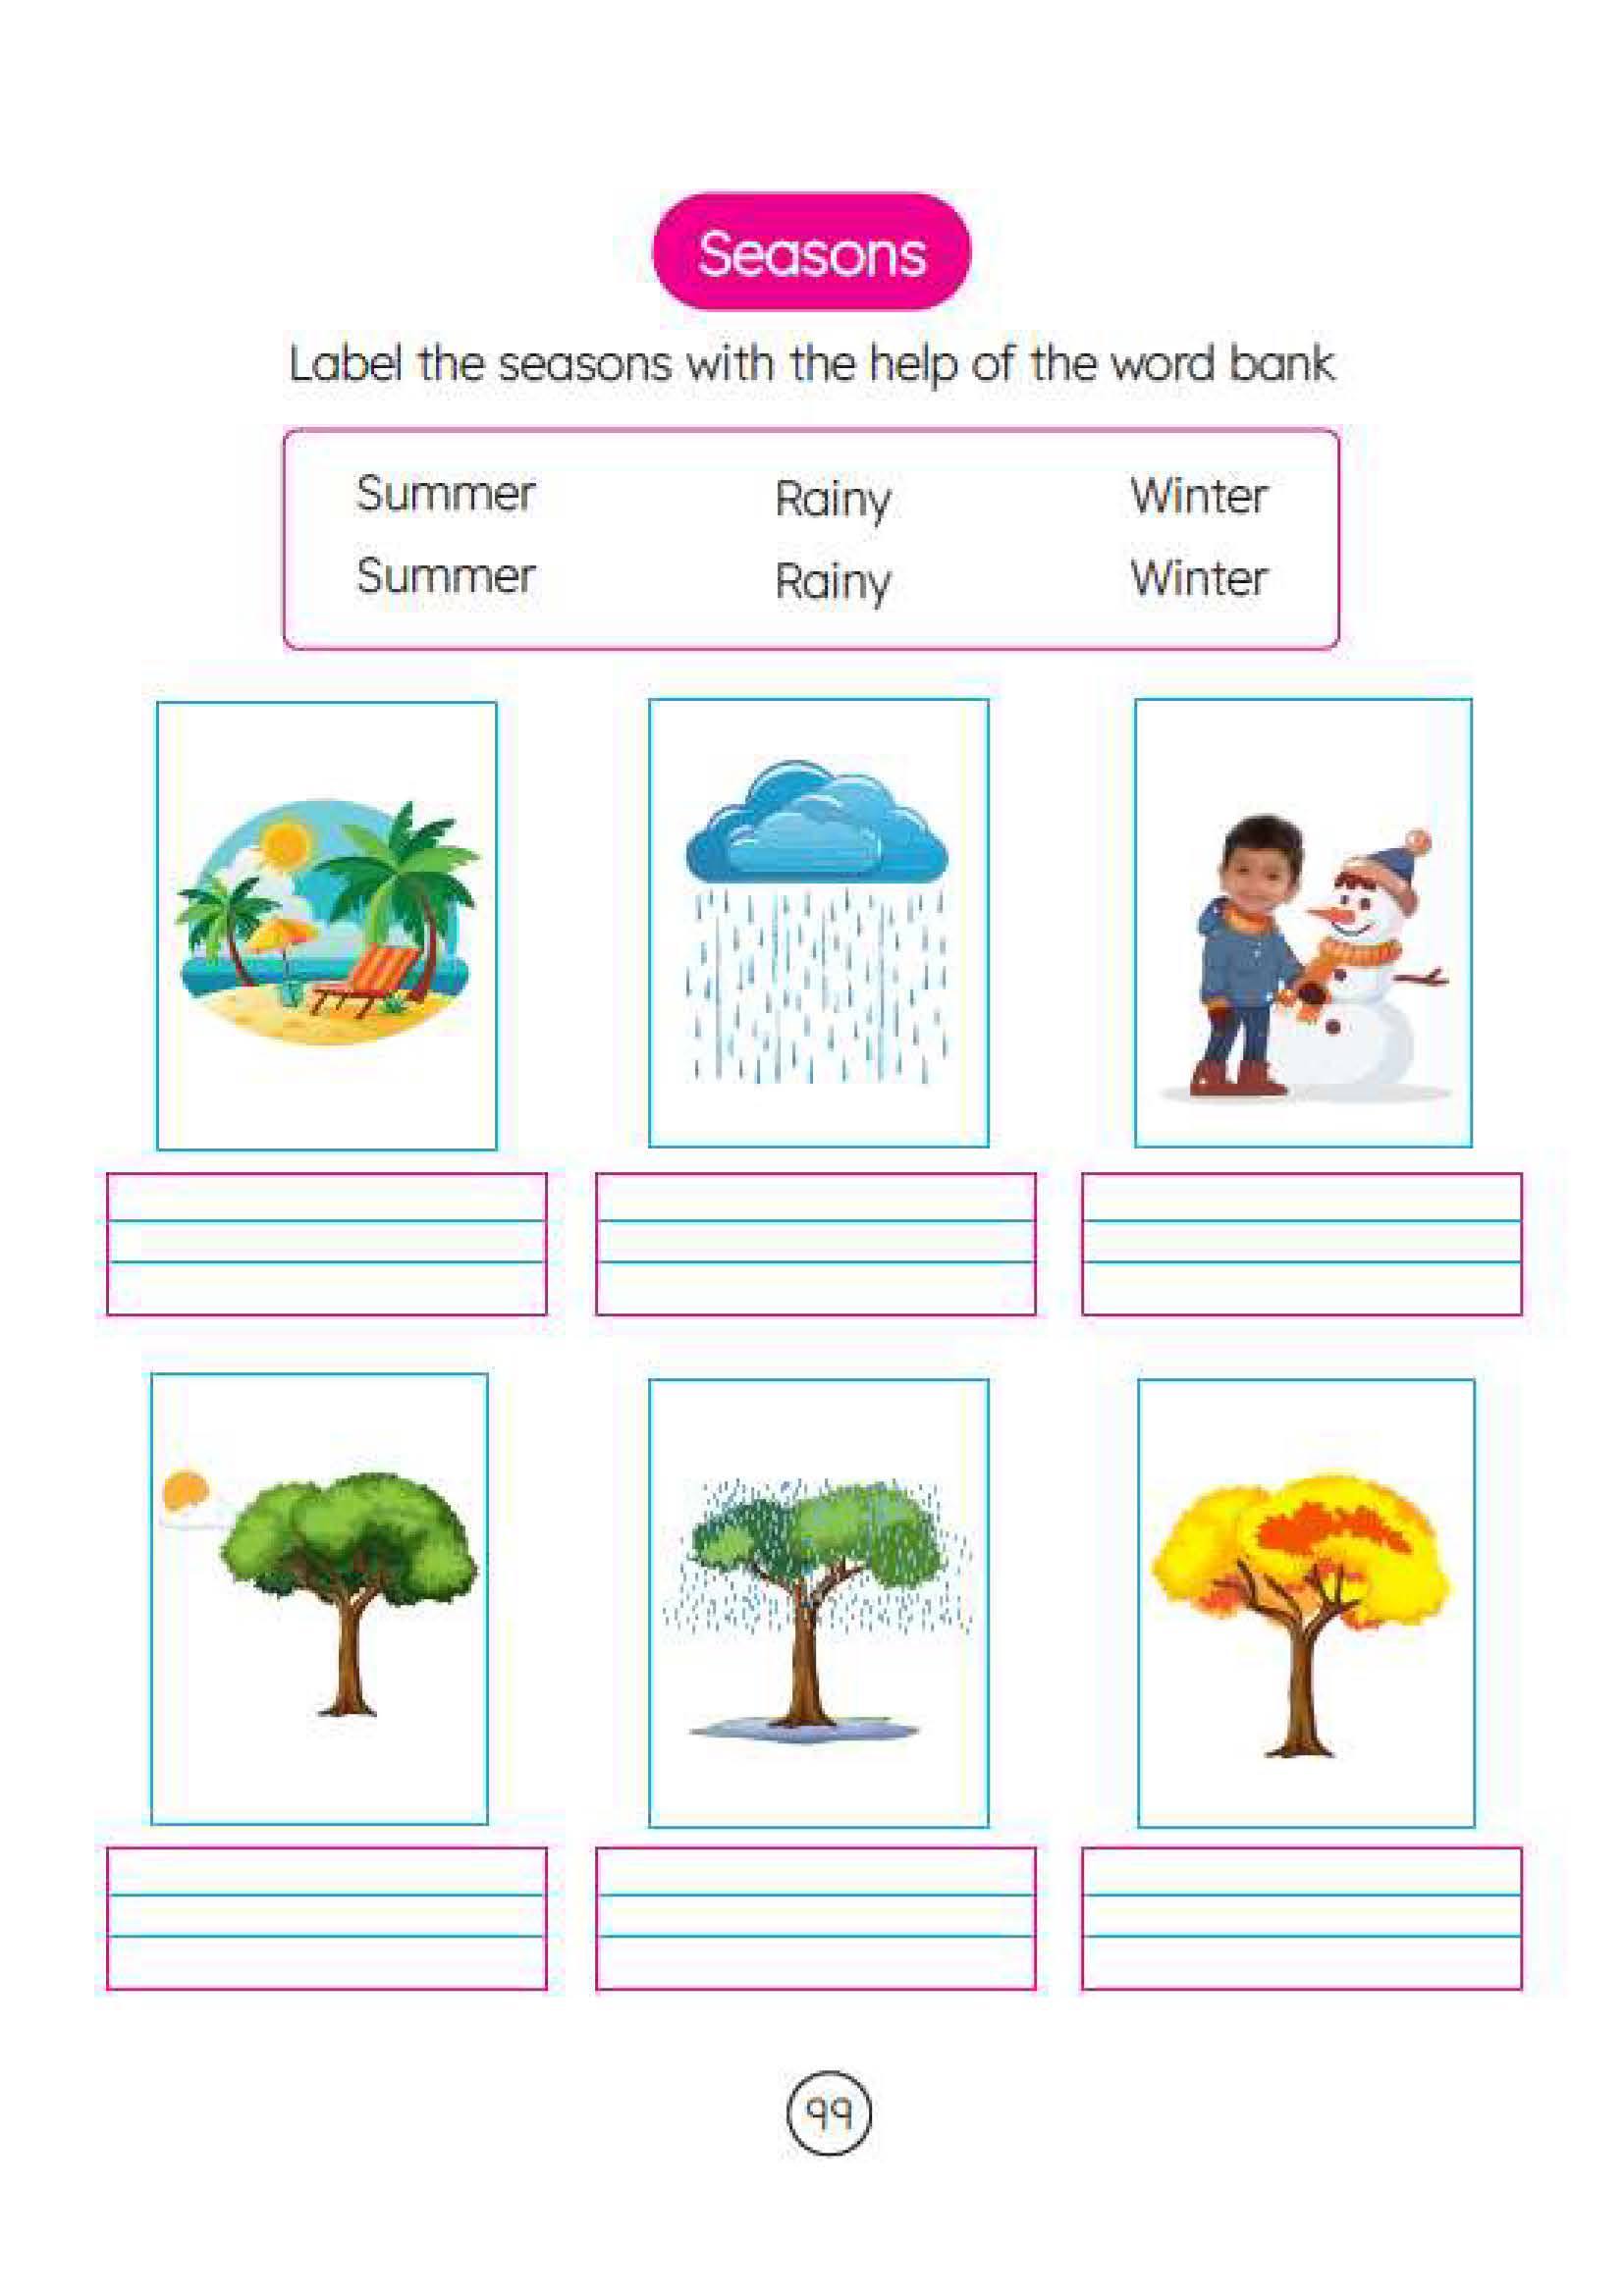 Seasons
Label the seasons with the help of the word bank
Summer Rainy Winter
Summer Rainy Winter
99